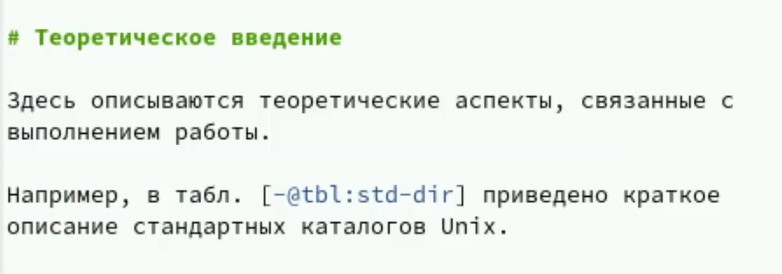 # Теоретическое введение
Здесь описываются теоретические аспекты, связанные с
выполнением работы.
Например, в табл. [-@tbl:std-dir] приведено краткое
описание стандартных каталогов Unix.